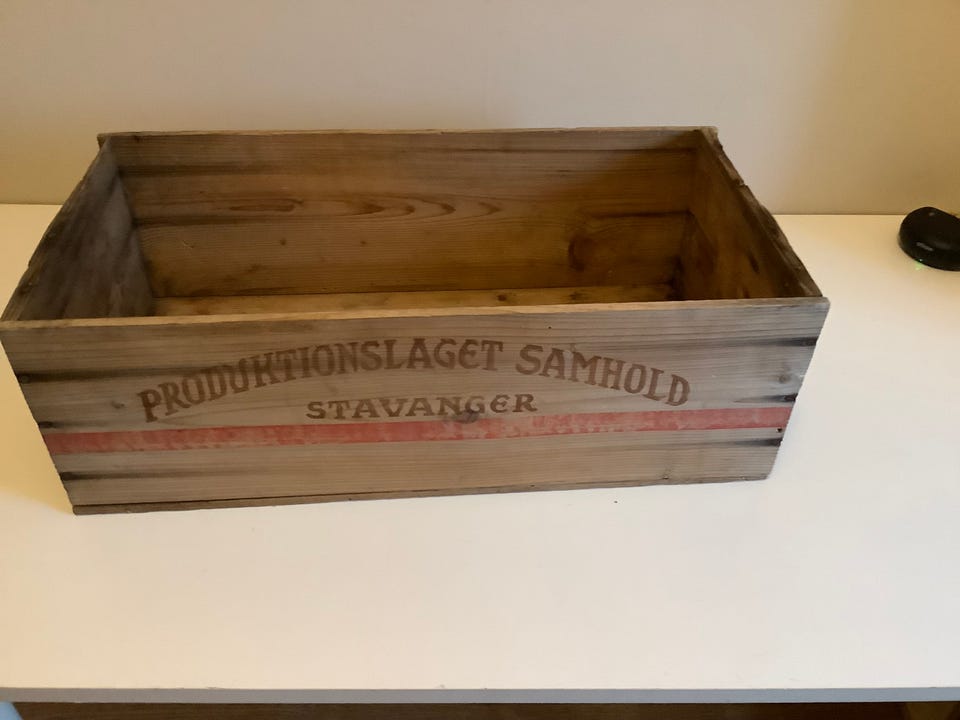 PRODUKTIONSLAGET SAMHOLD
STAVANGER